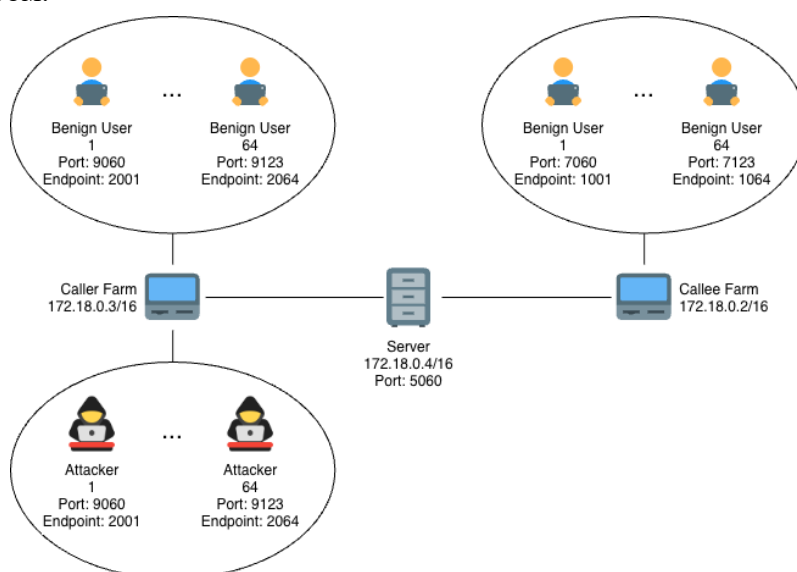 ...
Benign User
1
Port: 9060
Endpoint: 2001
Benign User
64
Port: 9123
Endpoint: 2064
...
Benign User
1
Port: 7060
Endpoint: 1001
Benign User
64
Port: 7123
Endpoint: 1064
Caller Farm
172.18.0.3/16
Server
172.18.0.4/16
Port: 5060
Callee Farm
172.18.0.2/16
...
Attacker
1
Port: 9060
Endpoint: 2001
Attacker
64
Port: 9123
Endpoint: 2064